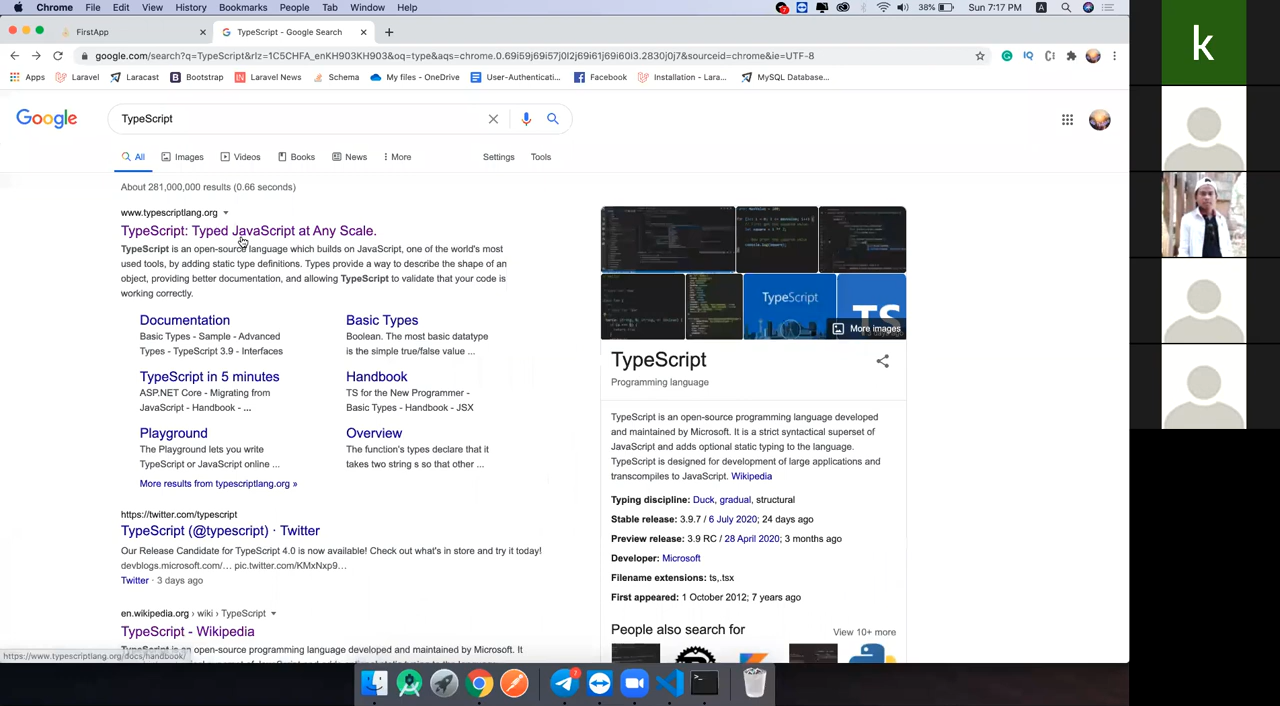 Chrome File Edit View History Bookmarks People Tab Window Help 38% Sun 7:17 PM A
FirstApp
TypeScript - Google Search
google.com/search?q=TypeScript&rlz=1C5CHFA_enKH903KH903&oq=type&aqs=chrome.0.69i59j69i57j0l2j69i61j69i60l3.2830j0j7&sourceid=chrome&ie=UTF-8
Apps Laravel Laracast Bootstrap Laravel News Schema My files - OneDrive User-Authenticati... Facebook Installation - Lara... MySQL Database...
Google
TypeScript
All Images Videos Books News More Settings Tools
About 281,000,000 results (0.66 seconds)
www.typescriptlang.org
TypeScript: Typed JavaScript at Any Scale.
TypeScript is an open-source language which builds on JavaScript, one of the world's most
used tools, by adding static type definitions. Types provide a way to describe the shape of an
object, providing better documentation, and allowing TypeScript to validate that your code is
working correctly.
Documentation
Basic Types - Sample - Advanced
Types - TypeScript 3.9 - Interfaces
Basic Types
Boolean. The most basic datatype
is the simple true/false value ...
TypeScript in 5 minutes
ASP.NET Core - Migrating from
JavaScript - Handbook - ...
Handbook
TS for the New Programmer -
Basic Types - Handbook - JSX
Playground
The Playground lets you write
TypeScript or JavaScript online ...
Overview
The function's types declare that it
takes two string s so that other ...
More results from typescriptlang.org »
https://twitter.com/typescript
TypeScript (@typescript) · Twitter
Our Release Candidate for TypeScript 4.0 is now available! Check out what's in store and try it today!
devblogs.microsoft.com/… pic.twitter.com/KMxNxp9…
Twitter · 3 days ago
en.wikipedia.org › wiki › TypeScript
TypeScript - Wikipedia
TypeScript is an open-source programming language developed and maintained by Microsoft. It
https://www.typescriptlang.org/docs/handbook/
TypeScript
TS
More images
TypeScript
Programming language
TypeScript is an open-source programming language developed
and maintained by Microsoft. It is a strict syntactical superset of
JavaScript and adds optional static typing to the language.
TypeScript is designed for development of large applications and
transcompiles to JavaScript. Wikipedia
Typing discipline: Duck, gradual, structural
Stable release: 3.9.7 / 6 July 2020; 24 days ago
Preview release: 3.9 RC / 28 April 2020; 3 months ago
Developer: Microsoft
Filename extensions: ts,.tsx
First appeared: 1 October 2012; 7 years ago
People also search for
View 10+ more
k